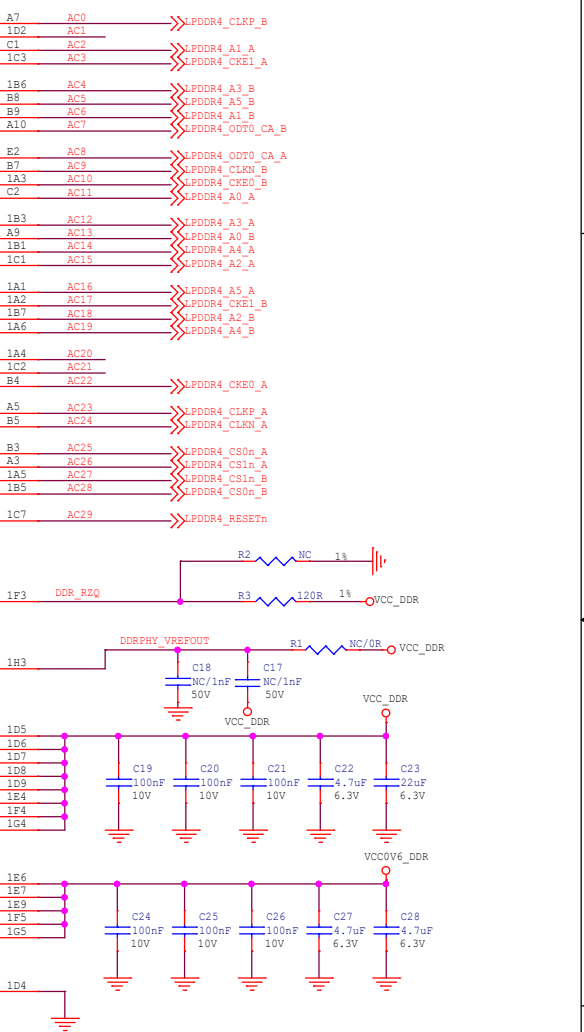 A7 AC0 LPDDR4_CLKP_B
1D2 AC1
C1 AC2 LPDDR4_A1_A
1C3 AC3 LPDDR4_CKE1_A
1B6 AC4 LPDDR4_A3_B
B8 AC5 LPDDR4_A5_B
B9 AC6 LPDDR4_A1_B
A10 AC7 LPDDR4_ODT0_CA_B
E2 AC8 LPDDR4_ODT0_CA_A
B7 AC9 LPDDR4_CLKN_B
1A3 AC10 LPDDR4_CKE0_B
C2 AC11 LPDDR4_A0_A
1B3 AC12 LPDDR4_A3_A
A9 AC13 LPDDR4_A0_B
1B1 AC14 LPDDR4_A4_A
1C1 AC15 LPDDR4_A2_A
1A1 AC16 LPDDR4_A5_A
1A2 AC17 LPDDR4_CKE1_B
1B7 AC18 LPDDR4_A2_B
1A6 AC19 LPDDR4_A4_B
1A4 AC20
1C2 AC21
B4 AC22 LPDDR4_CKE0_A
A5 AC23 LPDDR4_CLKP_A
B5 AC24 LPDDR4_CLKN_A
B3 AC25 LPDDR4_CS0n_A
A3 AC26 LPDDR4_CS1n_A
1A5 AC27 LPDDR4_CS1n_B
1B5 AC28 LPDDR4_CS0n_B
1C7 AC29 LPDDR4_RESETn
R2 NC 1%
1F3 DDR_RZQ R3 120R 1% VCC_DDR
DDRPHY_VREFOUT R1 NC/0R VCC_DDR
1H3
C18 C17
NC/1nF NC/1nF
50V 50V
VCC_DDR
VCC_DDR
1D5
1D6
1D7
1D8
1D9
1E4
1F4
1G4
C19 C20 C21 C22 C23
100nF 100nF 100nF 4.7uF 22uF
10V 10V 10V 6.3V 6.3V
VCC0V6_DDR
1E6
1E7
1E9
1F5
1G5
C24 C25 C26 C27 C28
100nF 100nF 100nF 4.7uF 4.7uF
10V 10V 10V 6.3V 6.3V
1D4